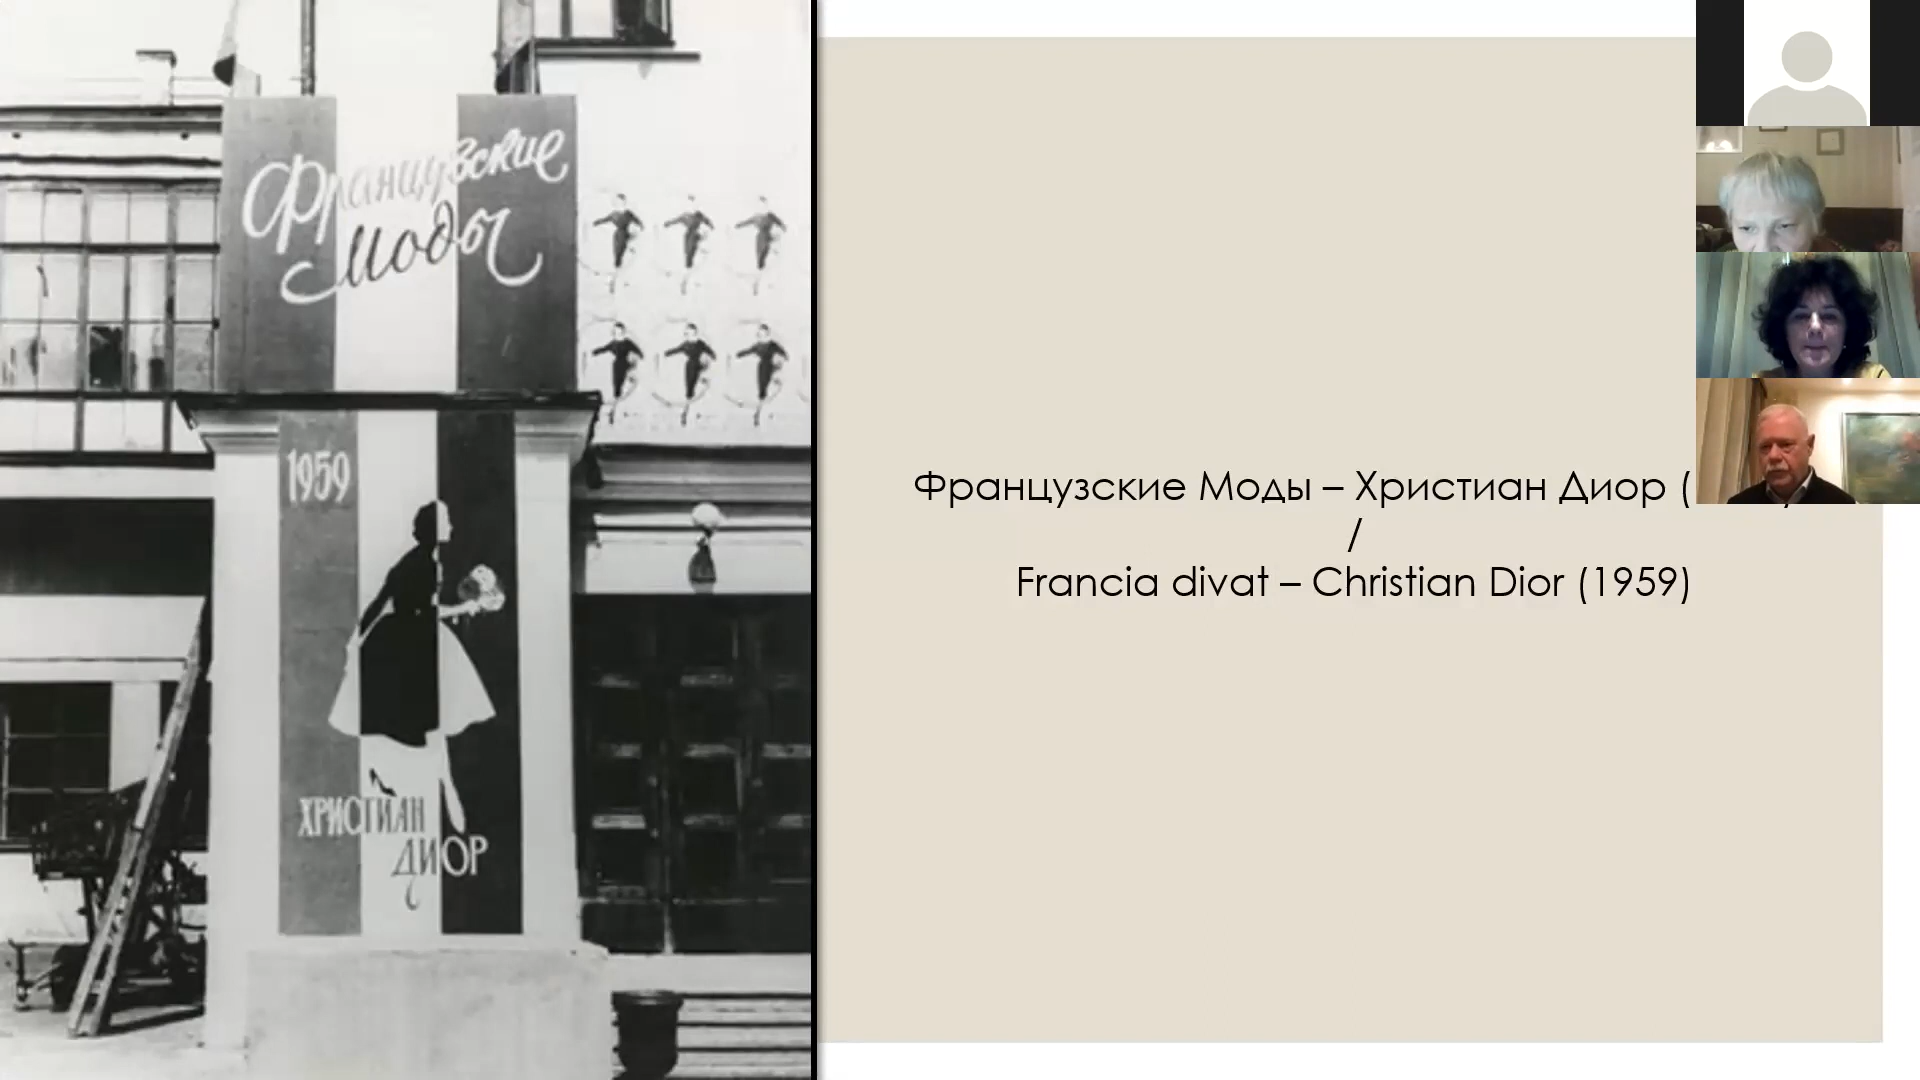 Французские
Моды
1959
ХРИСТИАН
ДИОР
Французские Моды – Христиан Диор (
/
Francia divat – Christian Dior (1959)